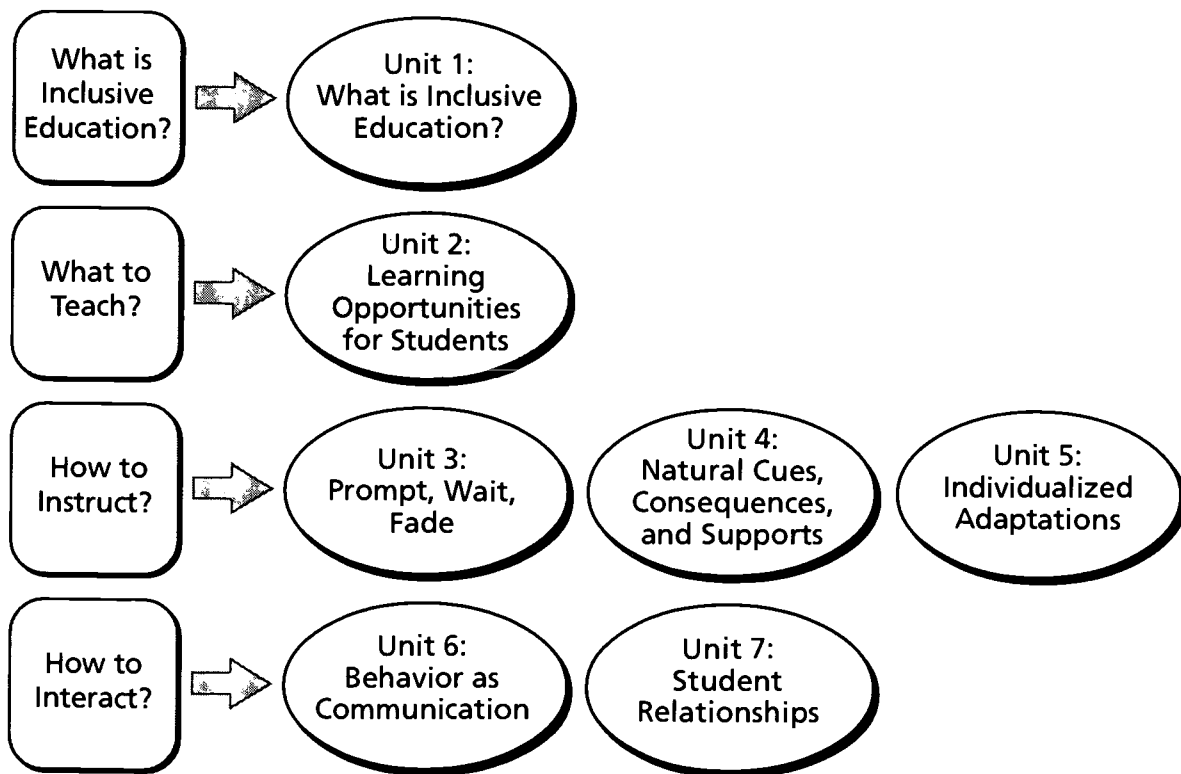 What is
Inclusive
Education?
Unit 1:
What is Inclusive
Education?
What to
Teach?
Unit 2:
Learning
Opportunities
for Students
How to
Instruct?
Unit 3:
Prompt, Wait,
Fade
Unit 4:
Natural Cues,
Consequences,
and Supports
Unit 5:
Individualized
Adaptations
How to
Interact?
Unit 6:
Behavior as
Communication
Unit 7:
Student
Relationships